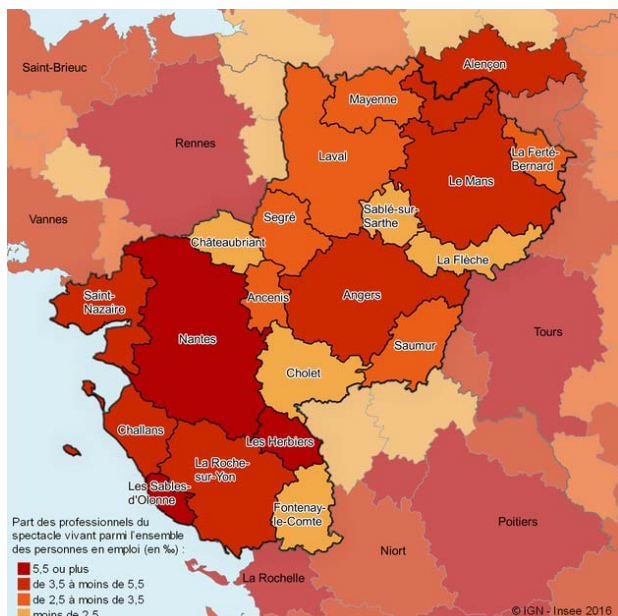 Saint-Brieuc
Alençon
Mayenne
Rennes
Laval
La Ferté-
Bernard
Le Mans
Vannes
Segré
Sablé-sur-
Sarthe
Châteaubriant
La Flèche
Saint-
Nazaire
Ancenis
Angers
Nantes
Tours
Saumur
Cholet
Challans
Les Herbiers
La Roche-
sur-Yon
Les Sables-
d'Olonne
Fontenay-
le-Comte
Poitiers
Niort
La Rochelle
Part des professionnels du
spectacle vivant parmi l'ensemble
des personnes en emploi (en ‰) :
5,5 ou plus
de 3,5 à moins de 5,5
de 2,5 à moins de 3,5
moins de 2,5
© IGN - Insee 2016